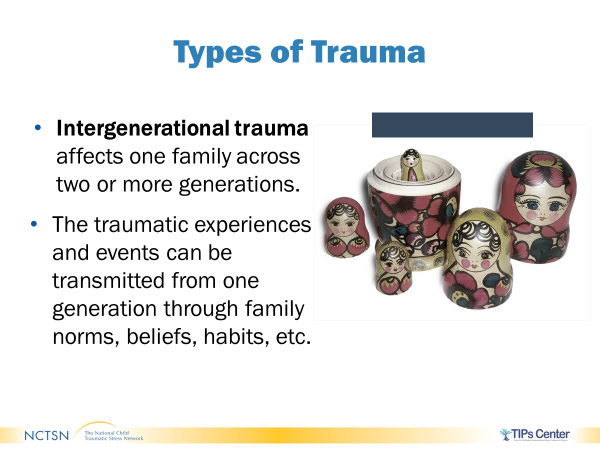 Types of Trauma
• Intergenerational trauma
affects one family across
two or more generations.
• The traumatic experiences
and events can be
transmitted from one
generation through family
norms, beliefs, habits, etc.
NCTSN
The National Child
Traumatic Stress Network
TIPs Center